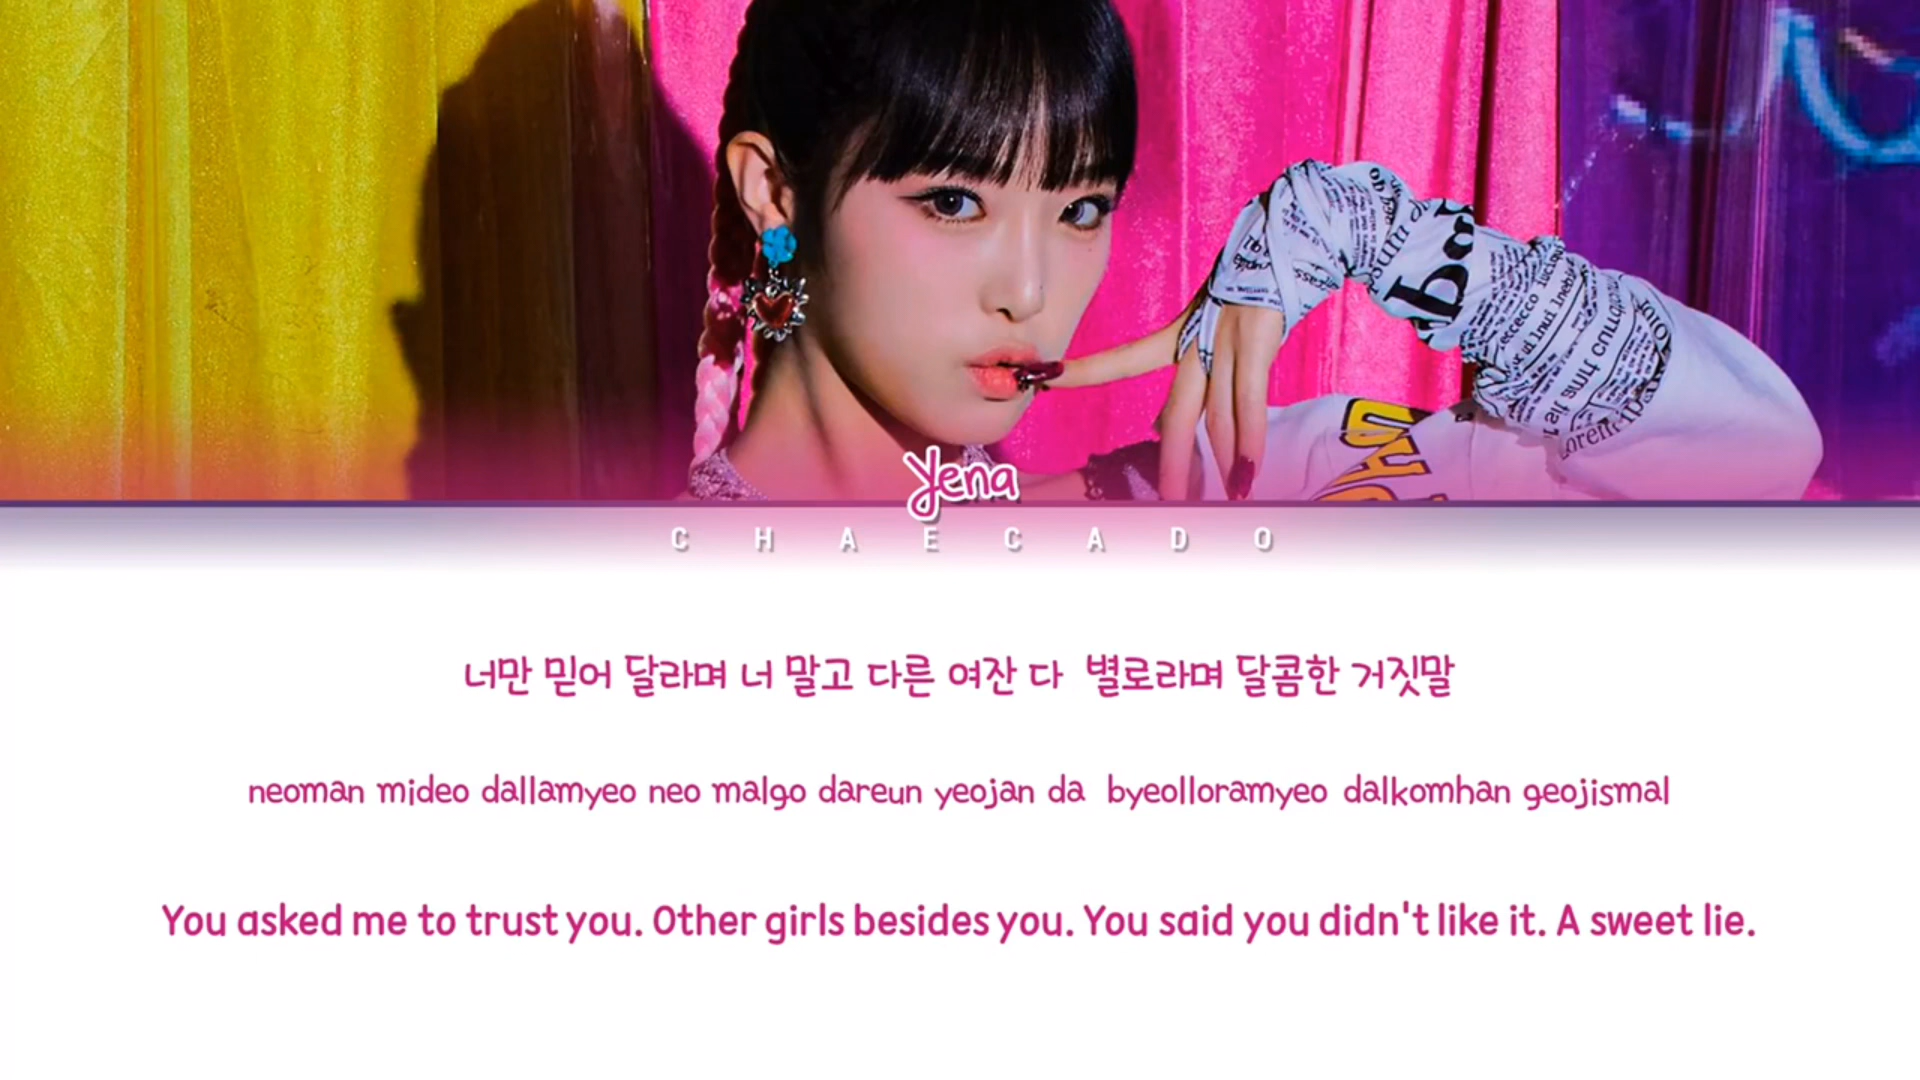 Yena
CHAECADO
너만 믿어 달라며 너 말고 다른 여잔 다 별로라며 달콤한 거짓말
neoman mideo dallamyeo neo malgo dareun yeojan da byeolloramyeo dalkomhan geojismal
You asked me to trust you. Other girls besides you. You said you didn't like it. A sweet lie.